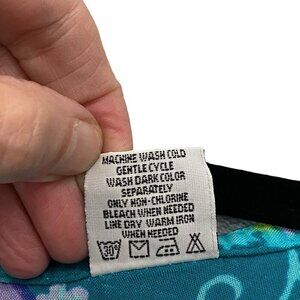 MACHINE WASH COLD
GENTLE CYCLE
WASH DARK COLOR
SEPARATELY
ONLY NON-CHLORINE
BLEACH WHEN NEEDED
LINE DRY WARM IRON
WHEN NEEDED
30°